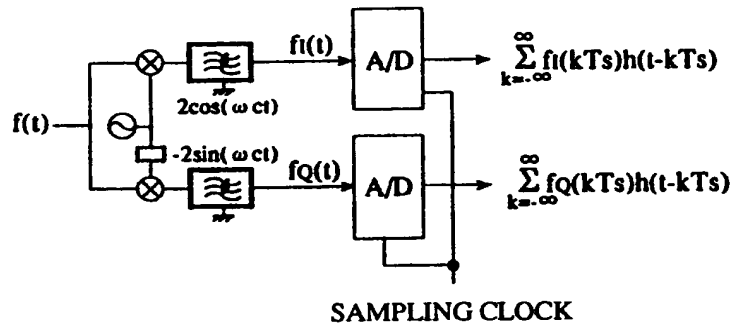 fI(t)
A/D
∞
Σ fI(kTs)h(t-kTs)
k=-∞
2cos(ωct)
f(t)
-2sin(ωct)
fQ(t)
A/D
∞
Σ fQ(kTs)h(t-kTs)
k=-∞
SAMPLING CLOCK